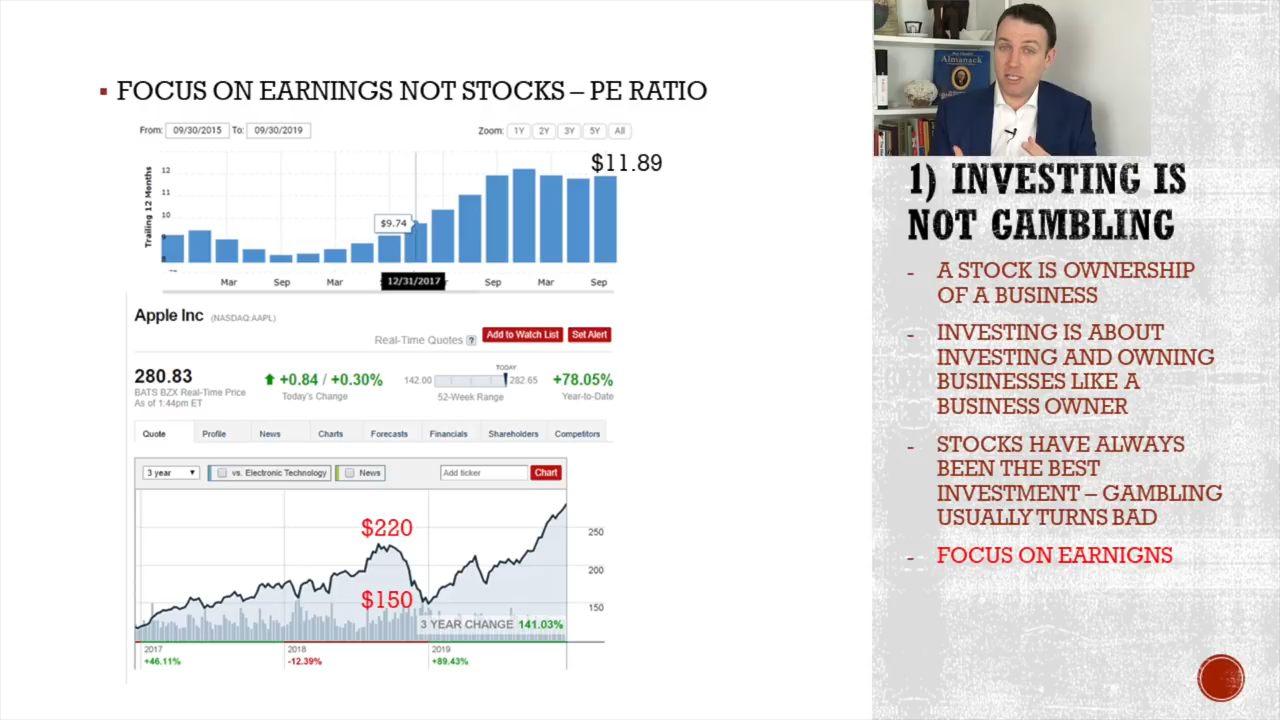 ▪ FOCUS ON EARNINGS NOT STOCKS – PE RATIO
From: 09/30/2015 To: 09/30/2019
Zoom: 1Y 2Y 3Y 5Y All
$11.89
Trailing 12 Months
12
11
10
9
8
$9.74
Mar Sep Mar 12/31/2017 Sep Mar Sep
Apple Inc (NASDAQ:AAPL)
Real-Time Quotes ? Add to Watch List Set Alert
280.83
BATS BZX Real-Time Price
As of 1:44pm ET
+0.84 / +0.30%
Today's Change
TODAY
142.00 282.65
52-Week Range
+78.05%
Year-to-Date
Quote Profile News Charts Forecasts Financials Shareholders Competitors
3 year vs. Electronic Technology News Add ticker Chart
$220
$150
250
200
150
3 YEAR CHANGE 141.03%
2017 2018 2019
+46.11% -12.39% +89.43%
Almanack
1) INVESTING IS
NOT GAMBLING
- A STOCK IS OWNERSHIP
OF A BUSINESS
- INVESTING IS ABOUT
INVESTING AND OWNING
BUSINESSES LIKE A
BUSINESS OWNER
- STOCKS HAVE ALWAYS
BEEN THE BEST
INVESTMENT – GAMBLING
USUALLY TURNS BAD
- FOCUS ON EARNIGNS